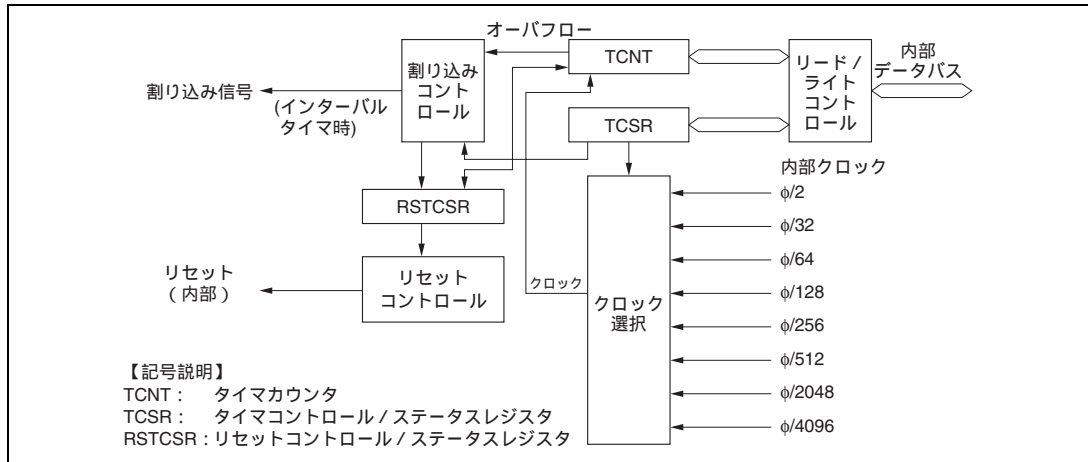 オーバフロー
割り込み
コント
ロール
TCNT
リード /
ライト
コント
ロール
内部
データバス
割り込み信号
(インターバル
タイマ時)
TCSR
内部クロック
RSTCSR
φ/2
φ/32
φ/64
リセット
(内部)
リセット
コントロール
クロック
クロック
選択
φ/128
φ/256
φ/512
φ/2048
φ/4096
【記号説明】
TCNT : タイマカウンタ
TCSR : タイマコントロール / ステータスレジスタ
RSTCSR : リセットコントロール / ステータスレジスタ